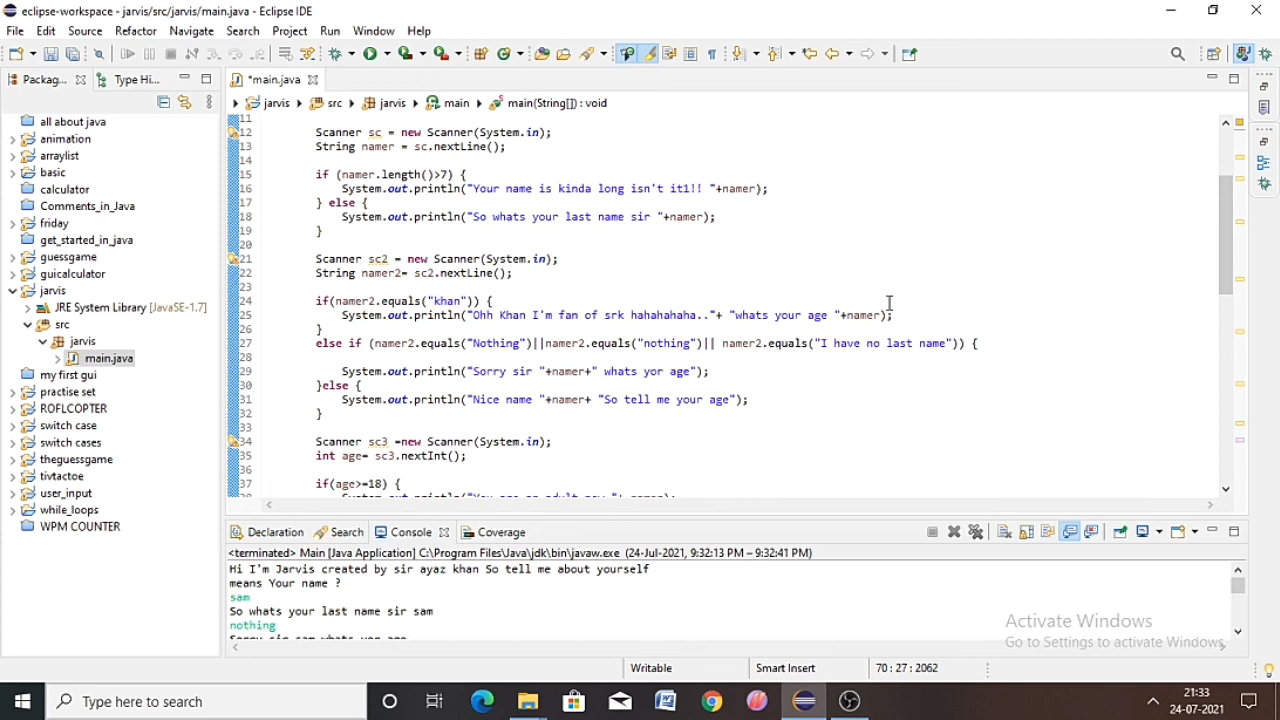 eclipse-workspace - jarvis/src/jarvis/main.java - Eclipse IDE
File Edit Source Refactor Navigate Search Project Run Window Help
Packag... Type Hi...
*main.java
jarvis src jarvis main main(String[]) : void
all about java
animation
arraylist
basic
calculator
Comments_in_Java
friday
get_started_in_java
guessgame
guicalculator
jarvis
JRE System Library [JavaSE-1.7]
src
jarvis
main.java
my first gui
practise set
ROFLCOPTER
switch case
switch cases
theguessgame
tivtactoe
user_input
while_loops
WPM COUNTER
11
12 Scanner sc = new Scanner(System.in);
13 String namer = sc.nextLine();
14
15 if (namer.length()>7) {
16 System.out.println("Your name is kinda long isn't it1!! "+namer);
17 } else {
18 System.out.println("So whats your last name sir "+namer);
19 }
20
21 Scanner sc2 = new Scanner(System.in);
22 String namer2= sc2.nextLine();
23
24 if(namer2.equals("khan")) {
25 System.out.println("Ohh Khan I'm fan of srk hahahahaha.."+ "whats your age "+namer);
26 }
27 else if (namer2.equals("Nothing")||namer2.equals("nothing")|| namer2.equals("I have no last name")) {
28
29 System.out.println("Sorry sir "+namer+" whats yor age");
30 }else {
31 System.out.println("Nice name "+namer+ "So tell me your age");
32 }
33
34 Scanner sc3 =new Scanner(System.in);
35 int age= sc3.nextInt();
36
37 if(age>=18) {
Declaration Search Console Coverage
<terminated> Main [Java Application] C:\Program Files\Java\jdk\bin\javaw.exe (24-Jul-2021, 9:32:13 PM – 9:32:41 PM)
Hi I'm Jarvis created by sir ayaz khan So tell me about yourself
means Your name ?
sam
So whats your last name sir sam
nothing
Sorry sir sam whats yor age
Activate Windows
Go to Settings to activate Windows.
Writable Smart Insert 70 : 27 : 2062
Type here to search
21:33
24-07-2021